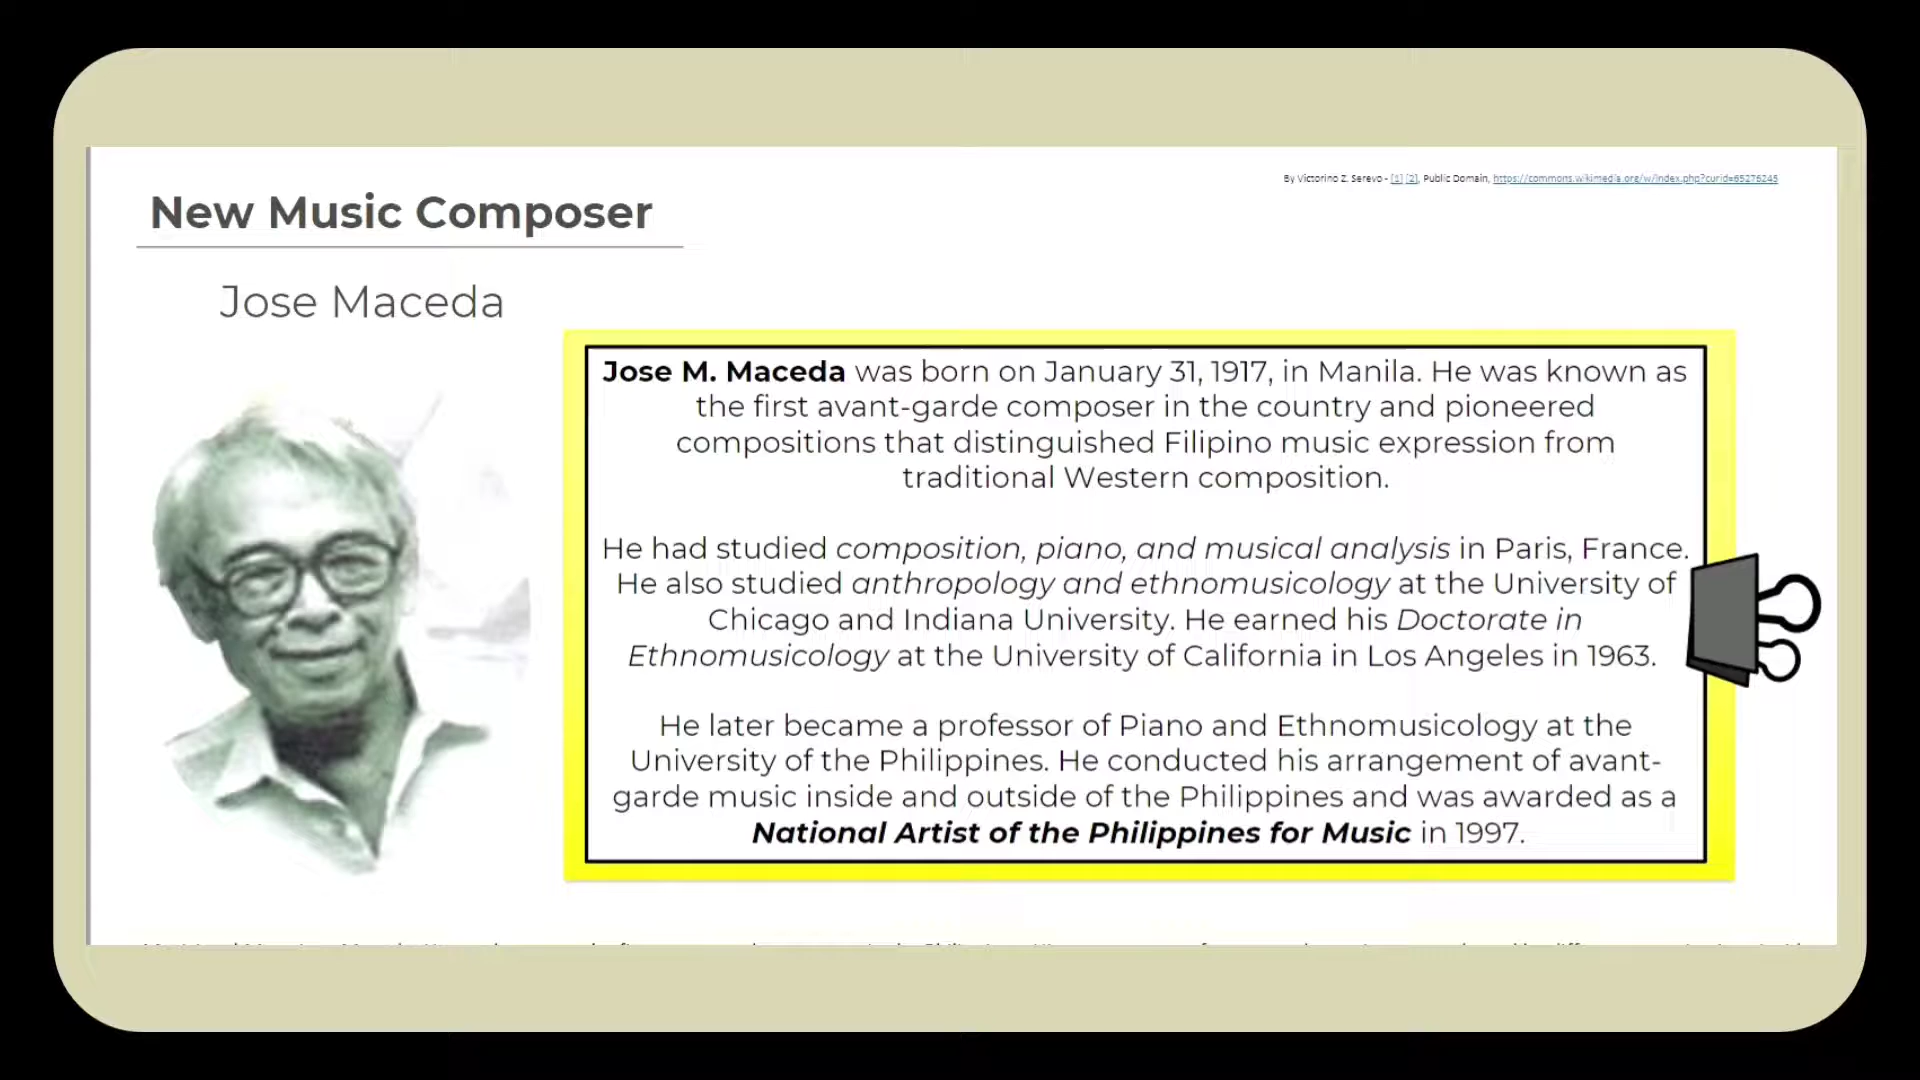 By Victorino Z. Serevo - [1] [2], Public Domain, https://commons.wikimedia.org/w/index.php?curid=65276245
New Music Composer
Jose Maceda
Jose M. Maceda was born on January 31, 1917, in Manila. He was known as
the first avant-garde composer in the country and pioneered
compositions that distinguished Filipino music expression from
traditional Western composition.
He had studied composition, piano, and musical analysis in Paris, France.
He also studied anthropology and ethnomusicology at the University of
Chicago and Indiana University. He earned his Doctorate in
Ethnomusicology at the University of California in Los Angeles in 1963.
He later became a professor of Piano and Ethnomusicology at the
University of the Philippines. He conducted his arrangement of avant-
garde music inside and outside of the Philippines and was awarded as a
National Artist of the Philippines for Music in 1997.